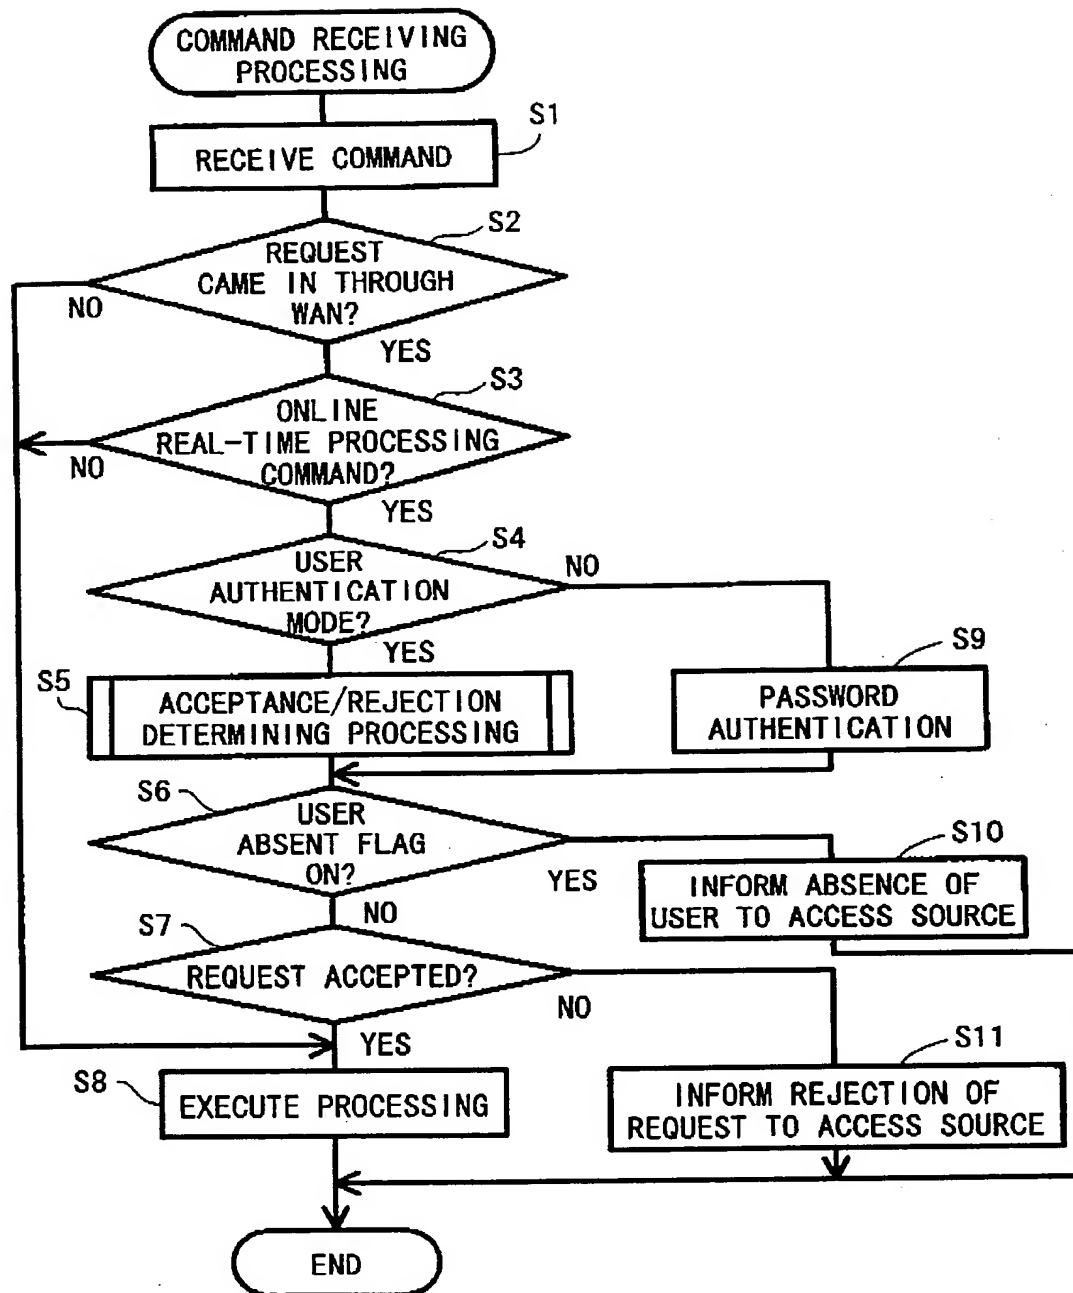 COMMAND RECEIVING
PROCESSING
S1
RECEIVE COMMAND
S2
REQUEST
CAME IN THROUGH
WAN?
NO
YES
S3
ONLINE
REAL-TIME PROCESSING
COMMAND?
NO
YES
S4
USER
AUTHENTICATION
MODE?
NO
YES
S5
ACCEPTANCE/REJECTION
DETERMINING PROCESSING
S9
PASSWORD
AUTHENTICATION
S6
USER
ABSENT FLAG
ON?
YES
NO
S10
INFORM ABSENCE OF
USER TO ACCESS SOURCE
S7
REQUEST ACCEPTED?
NO
YES
S11
INFORM REJECTION OF
REQUEST TO ACCESS SOURCE
S8
EXECUTE PROCESSING
END